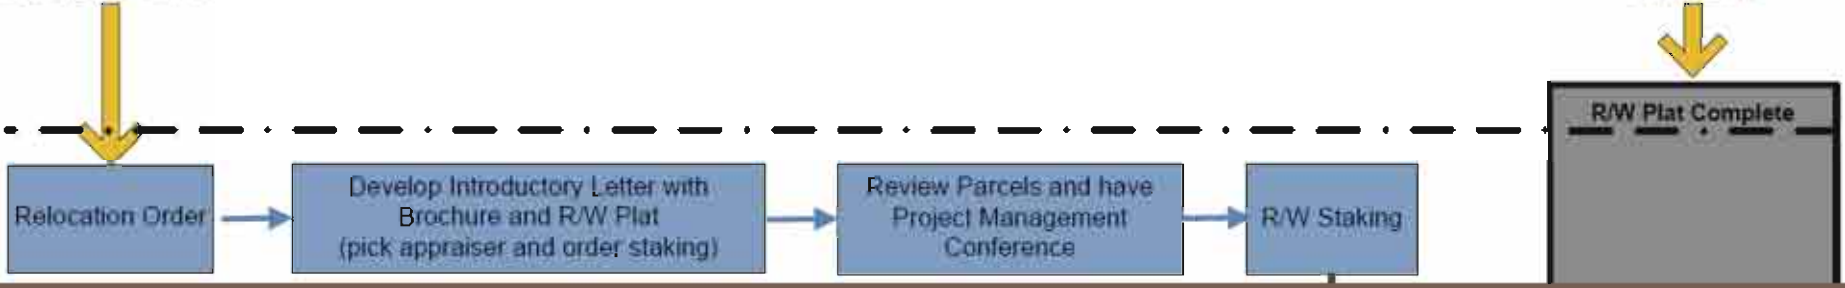 R/W Plat Complete
Relocation Order
Develop Introductory Letter with
Brochure and R/W Plat
(pick appraiser and order staking)
Review Parcels and have
Project Management
Conference
R/W Staking